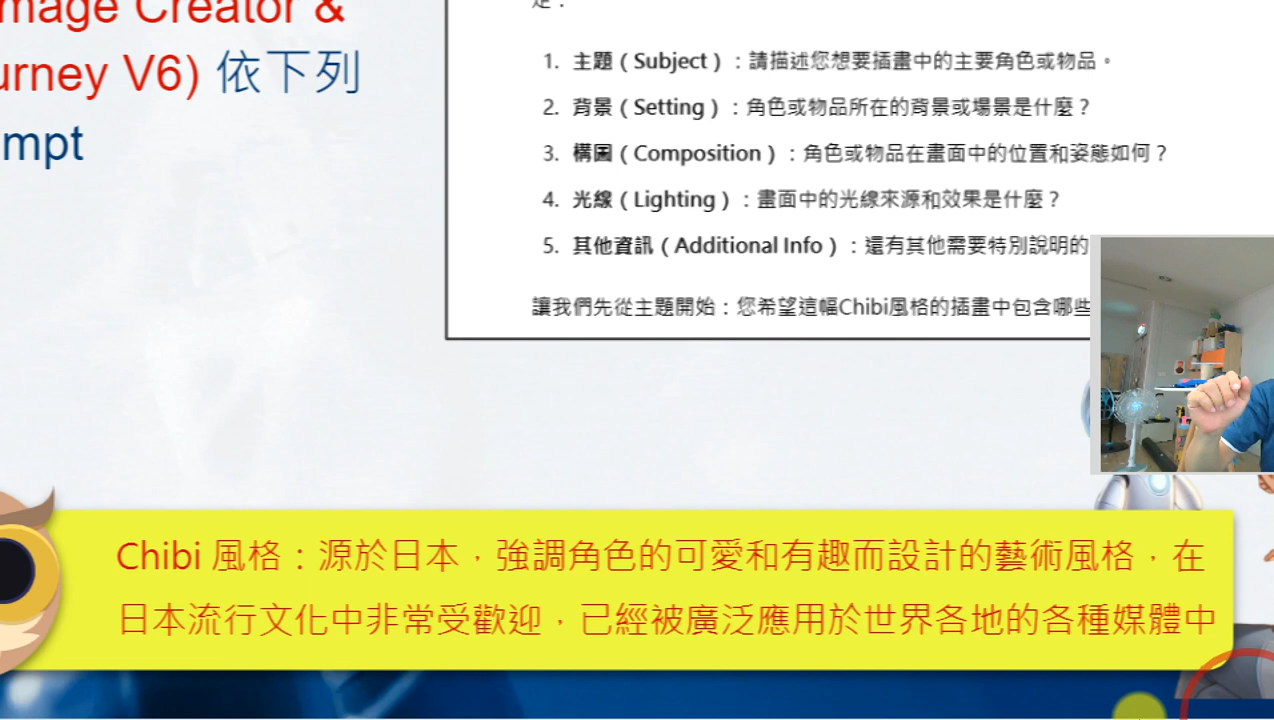 mage Creator &
urney V6) 依下列
mpt
定：
1. 主題（Subject）：請描述您想要插畫中的主要角色或物品。
2. 背景（Setting）：角色或物品所在的背景或場景是什麼？
3. 構圖（Composition）：角色或物品在畫面中的位置和姿態如何？
4. 光線（Lighting）：畫面中的光線來源和效果是什麼？
5. 其他資訊（Additional Info）：還有其他需要特別說明的
讓我們先從主題開始：您希望這幅Chibi風格的插畫中包含哪些
Chibi 風格：源於日本，強調角色的可愛和有趣而設計的藝術風格，在
日本流行文化中非常受歡迎，已經被廣泛應用於世界各地的各種媒體中